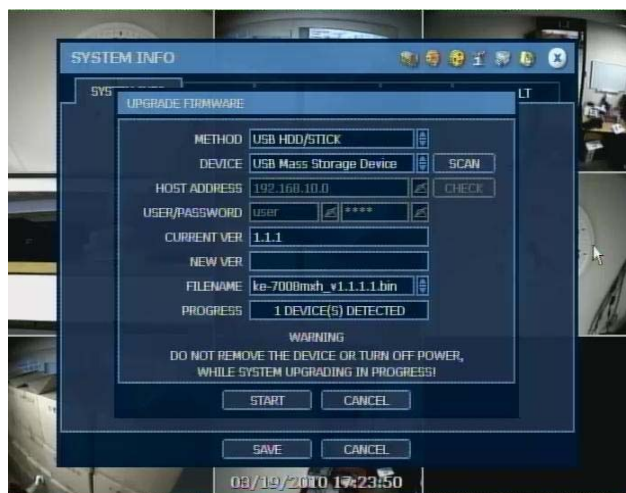 SYSTEM INFO
SYS LT
UPGRADE FIRMWARE
METHOD USB HDD/STICK
DEVICE USB Mass Storage Device SCAN
HOST ADDRESS 192.168.10.0 CHECK
USER/PASSWORD user ****
CURRENT VER 1.1.1
NEW VER
FILENAME ke-7008mxh_v1.1.1.1.bin
PROGRESS 1 DEVICE(S) DETECTED
WARNING
DO NOT REMOVE THE DEVICE OR TURN OFF POWER,
WHILE SYSTEM UPGRADING IN PROGRESS!
START CANCEL
SAVE CANCEL
03/19/2010 17:23:50